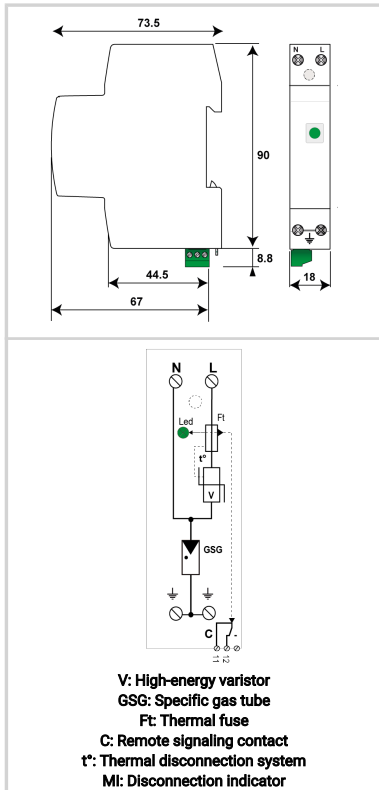 73.5
N L
90
8.8
44.5
18
67
N L
Led
Ft
t°
V
GSG
C
11 12
V: High-energy varistor
GSG: Specific gas tube
Ft: Thermal fuse
C: Remote signaling contact
t°: Thermal disconnection system
MI: Disconnection indicator